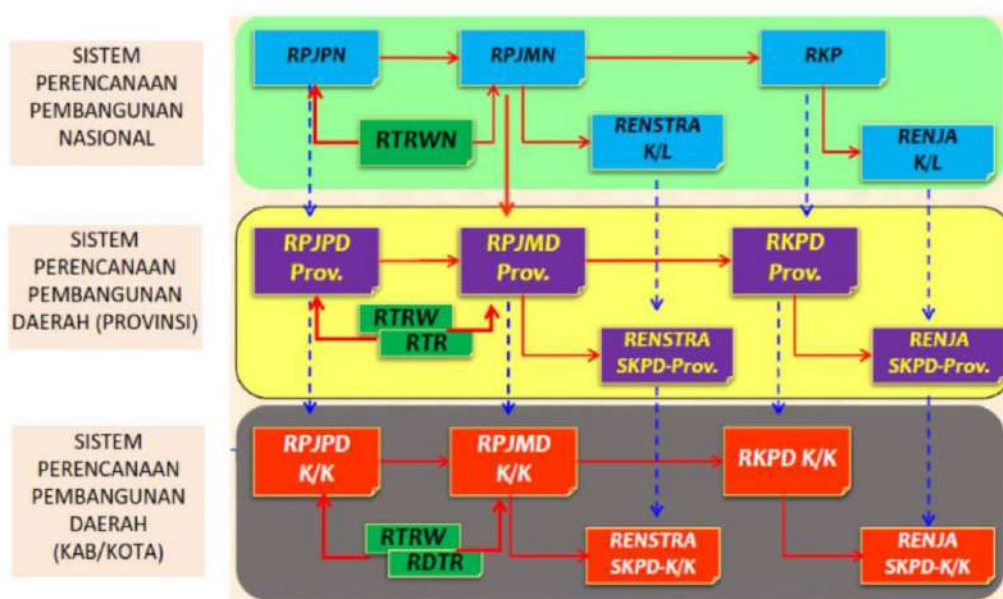 SISTEM
PERENCANAAN
PEMBANGUNAN
NASIONAL
RPJPN
RPJMN
RKP
RTRWN
RENSTRA
K/L
RENJA
K/L
SISTEM
PERENCANAAN
PEMBANGUNAN
DAERAH (PROVINSI)
RPJPD
Prov.
RPJMD
Prov.
RKPD
Prov.
RTRW
RTR
RENSTRA
SKPD-Prov.
RENJA
SKPD-Prov.
SISTEM
PERENCANAAN
PEMBANGUNAN
DAERAH
(KAB/KOTA)
RPJPD
K/K
RPJMD
K/K
RKPD K/K
RTRW
RDTR
RENSTRA
SKPD-K/K
RENJA
SKPD-K/K